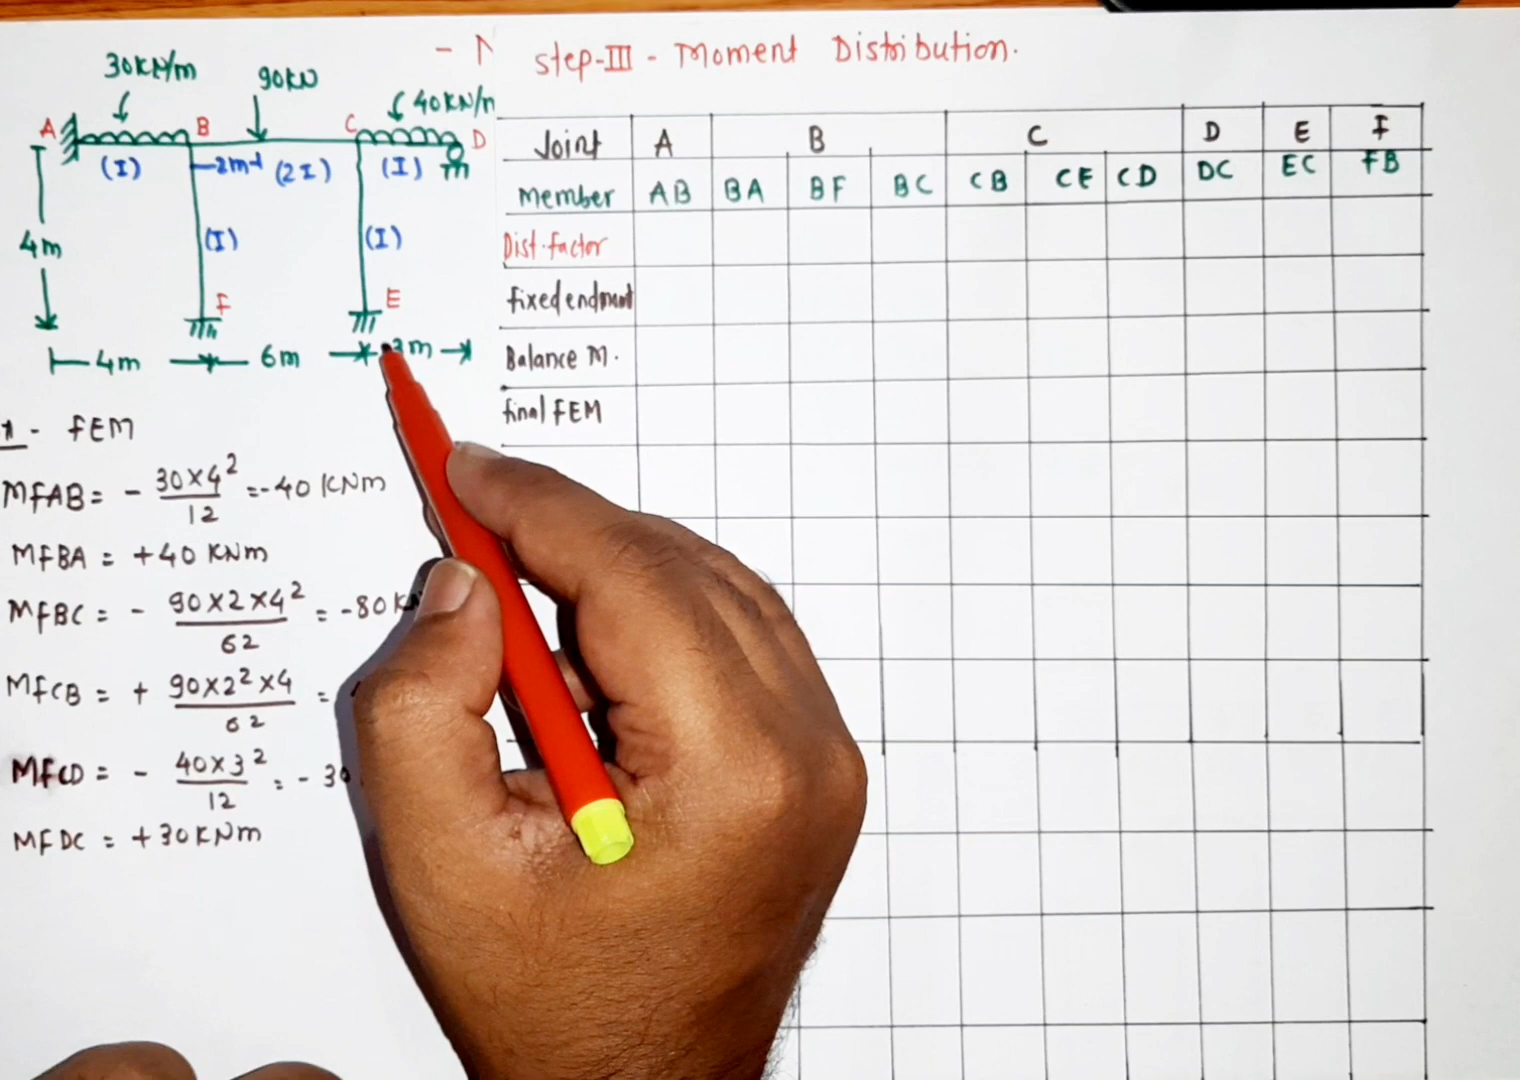 Step-III - Moment Distribution.
30KN/m
90KN
40KN/
A
B
C
D
(I)
2m
(2I)
(I)
4m
(I)
(I)
F
E
4m
6m
3m
Joint A B C D E F
Member AB BA BF BC CB CE CD DC EC FB
Dist.factor
fixed end
Balance M.
final FEM
- FEM
MFAB = - 30×4² / 12 = -40 KNm
MFBA = +40 KNm
MFBC = - 90×2×4² / 62 = -80
MFCB = + 90×2²×4 / 62 =
MFCD = - 40×3² / 12 = - 30
MFDC = +30KNm